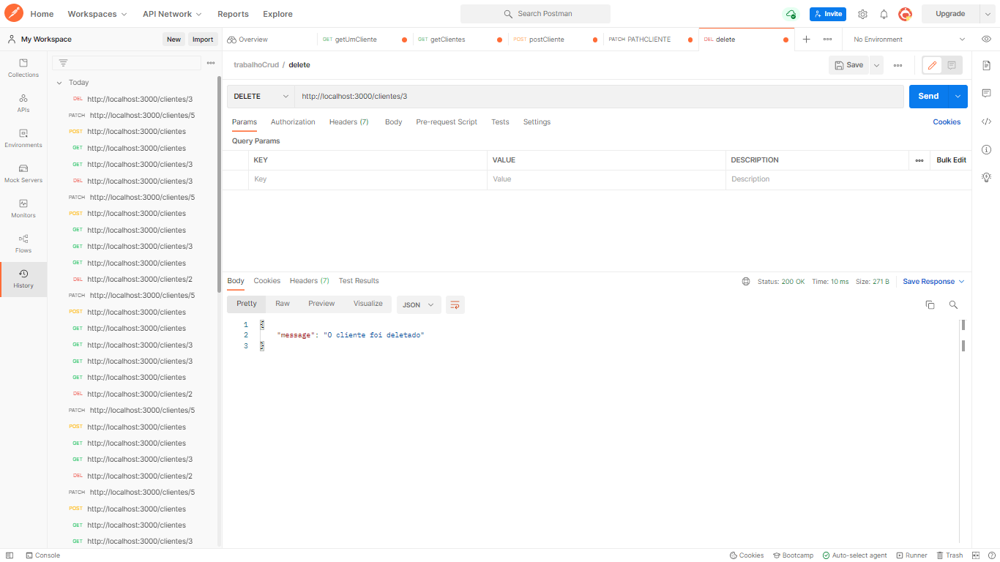 Home Workspaces API Network Reports Explore Search Postman Invite Upgrade
My Workspace New Import
Overview GET getUmCliente GET getClientes POST postCliente PATCH PATHCLIENTE DEL delete No Environment
Collections
APIs
Environments
Mock Servers
Monitors
Flows
History
Today
DEL http://localhost:3000/clientes/3
PATCH http://localhost:3000/clientes/5
POST http://localhost:3000/clientes
GET http://localhost:3000/clientes
GET http://localhost:3000/clientes/3
DEL http://localhost:3000/clientes/3
PATCH http://localhost:3000/clientes/5
POST http://localhost:3000/clientes
GET http://localhost:3000/clientes
GET http://localhost:3000/clientes/3
GET http://localhost:3000/clientes
DEL http://localhost:3000/clientes/2
PATCH http://localhost:3000/clientes/5
POST http://localhost:3000/clientes
GET http://localhost:3000/clientes
GET http://localhost:3000/clientes/3
GET http://localhost:3000/clientes/3
GET http://localhost:3000/clientes
DEL http://localhost:3000/clientes/2
PATCH http://localhost:3000/clientes/5
POST http://localhost:3000/clientes
GET http://localhost:3000/clientes
GET http://localhost:3000/clientes/3
DEL http://localhost:3000/clientes/2
PATCH http://localhost:3000/clientes/5
POST http://localhost:3000/clientes
GET http://localhost:3000/clientes
GET http://localhost:3000/clientes/3
trabalhoCrud / delete Save
DELETE http://localhost:3000/clientes/3 Send
Params Authorization Headers (7) Body Pre-request Script Tests Settings Cookies
Query Params
KEY VALUE DESCRIPTION Bulk Edit
Key Value Description
Body Cookies Headers (7) Test Results Status: 200 OK Time: 10 ms Size: 271 B Save Response
Pretty Raw Preview Visualize JSON
1 {
2 "message": "O cliente foi deletado"
3 }
Console Cookies Bootcamp Auto-select agent Runner Trash